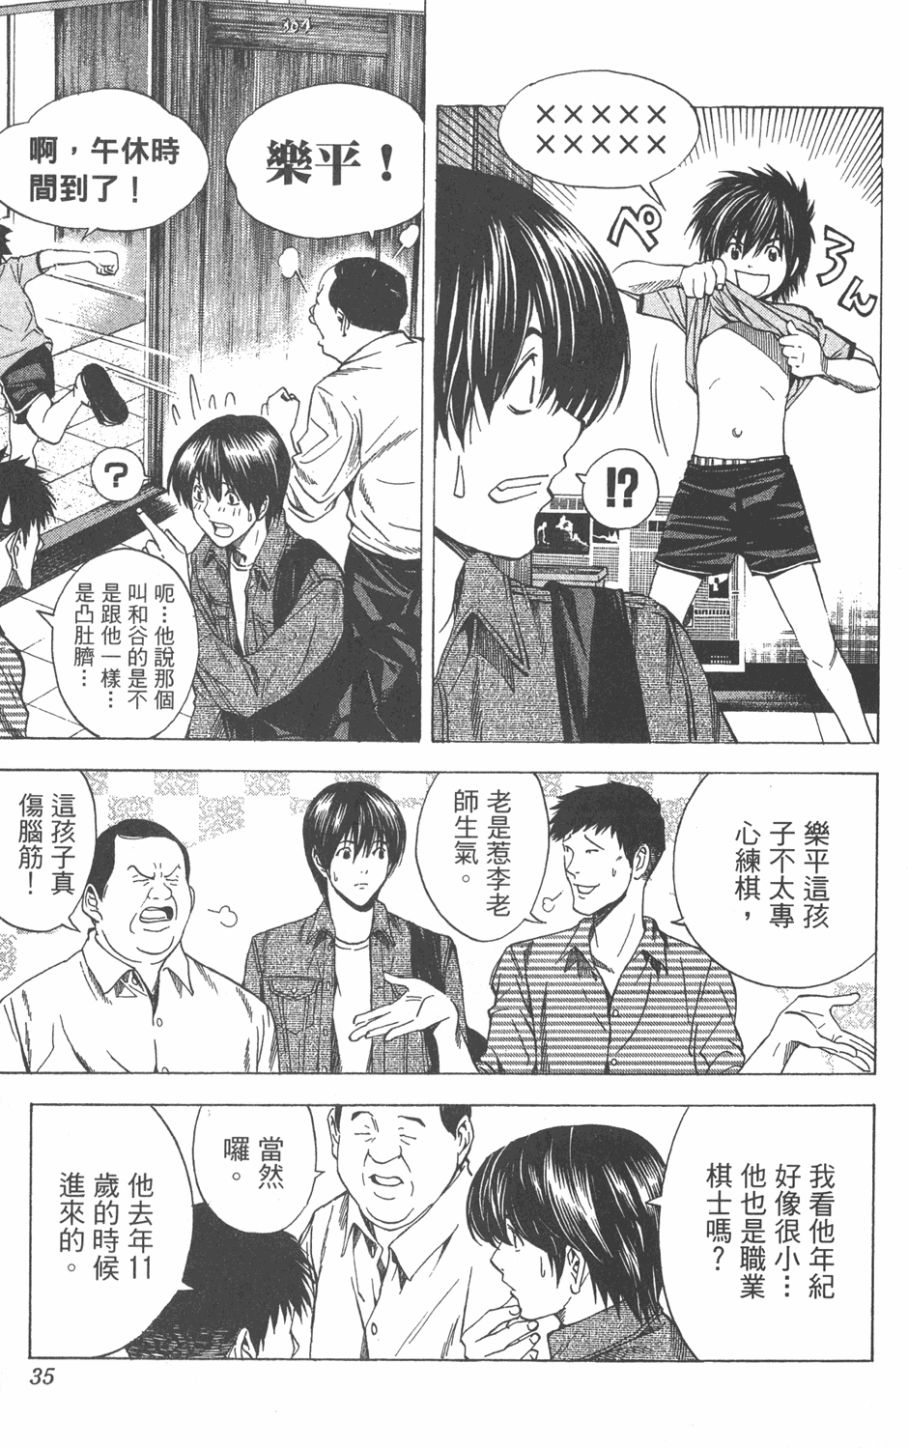 ×××××
×××××
ペ
ろん
!?
樂平！
304
啊，午休時
間到了！
？
呃…他說那個
叫和谷的是不
是跟他一樣…
是凸肚臍…
樂平這孩
子不太專
心練棋，
老是惹李老
師生氣。
這孩子真
傷腦筋！
我看他年紀
好像很小…
他也是職業
棋士嗎？
當然
囉。
他去年11
歲的時候
進來的。
35